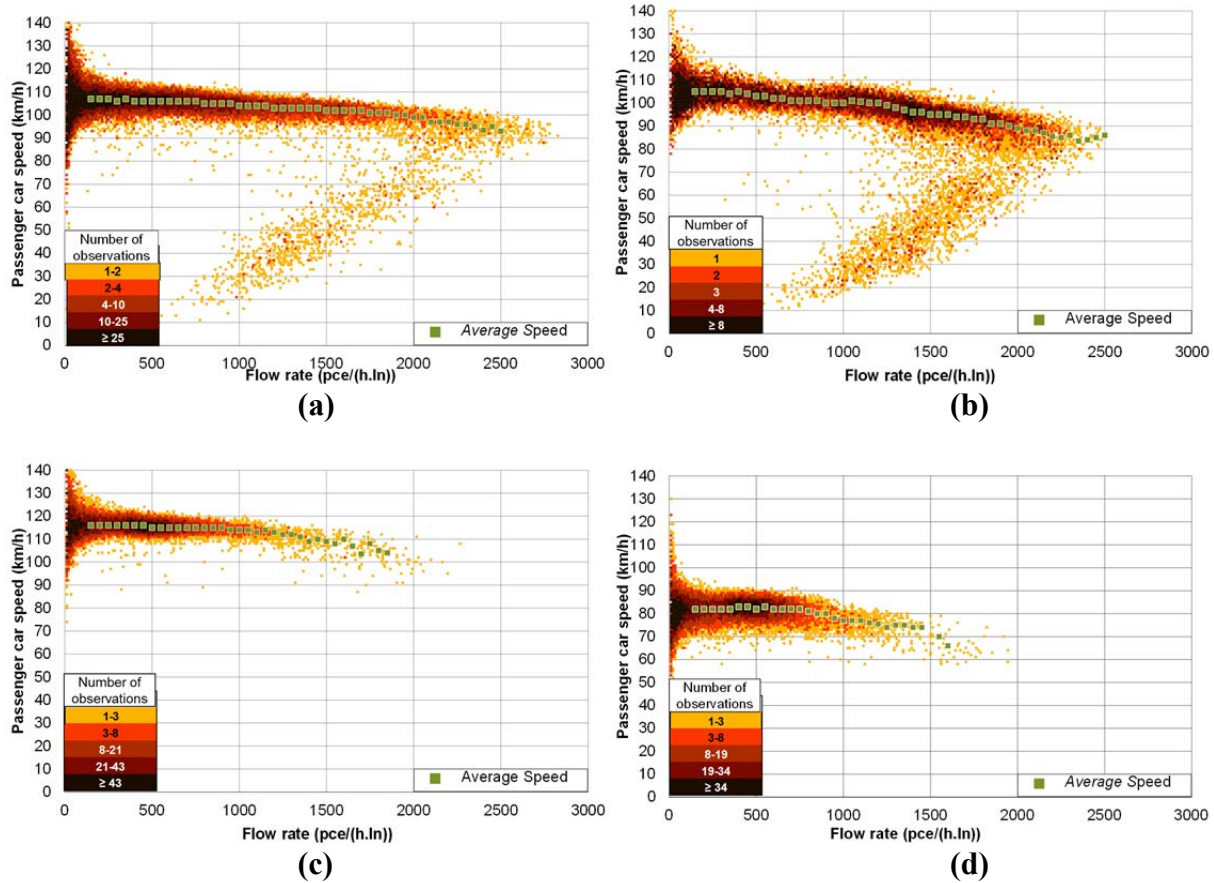 140
130
120
110
100
90
80
70
60
50
40
30
20
10
0
Passenger car speed (km/h)
Number of
observations
1-2
2-4
4-10
10-25
≥ 25
Average Speed
0 500 1000 1500 2000 2500 3000
Flow rate (pce/(h.ln))
(a)
140
130
120
110
100
90
80
70
60
50
40
30
20
10
0
Passenger car speed (km/h)
Number of
observations
1
2
3
4-8
≥ 8
Average Speed
0 500 1000 1500 2000 2500 3000
Flow rate (pce/(h.ln))
(b)
140
130
120
110
100
90
80
70
60
50
40
30
20
10
0
Passenger car speed (km/h)
Number of
observations
1-3
3-8
8-21
21-43
≥ 43
Average Speed
0 500 1000 1500 2000 2500 3000
Flow rate (pce/(h.ln))
(c)
140
130
120
110
100
90
80
70
60
50
40
30
20
10
0
Passenger car speed (km/h)
Number of
observations
1-3
3-8
8-19
19-34
≥ 34
Average Speed
0 500 1000 1500 2000 2500 3000
Flow rate (pce/(h.ln))
(d)